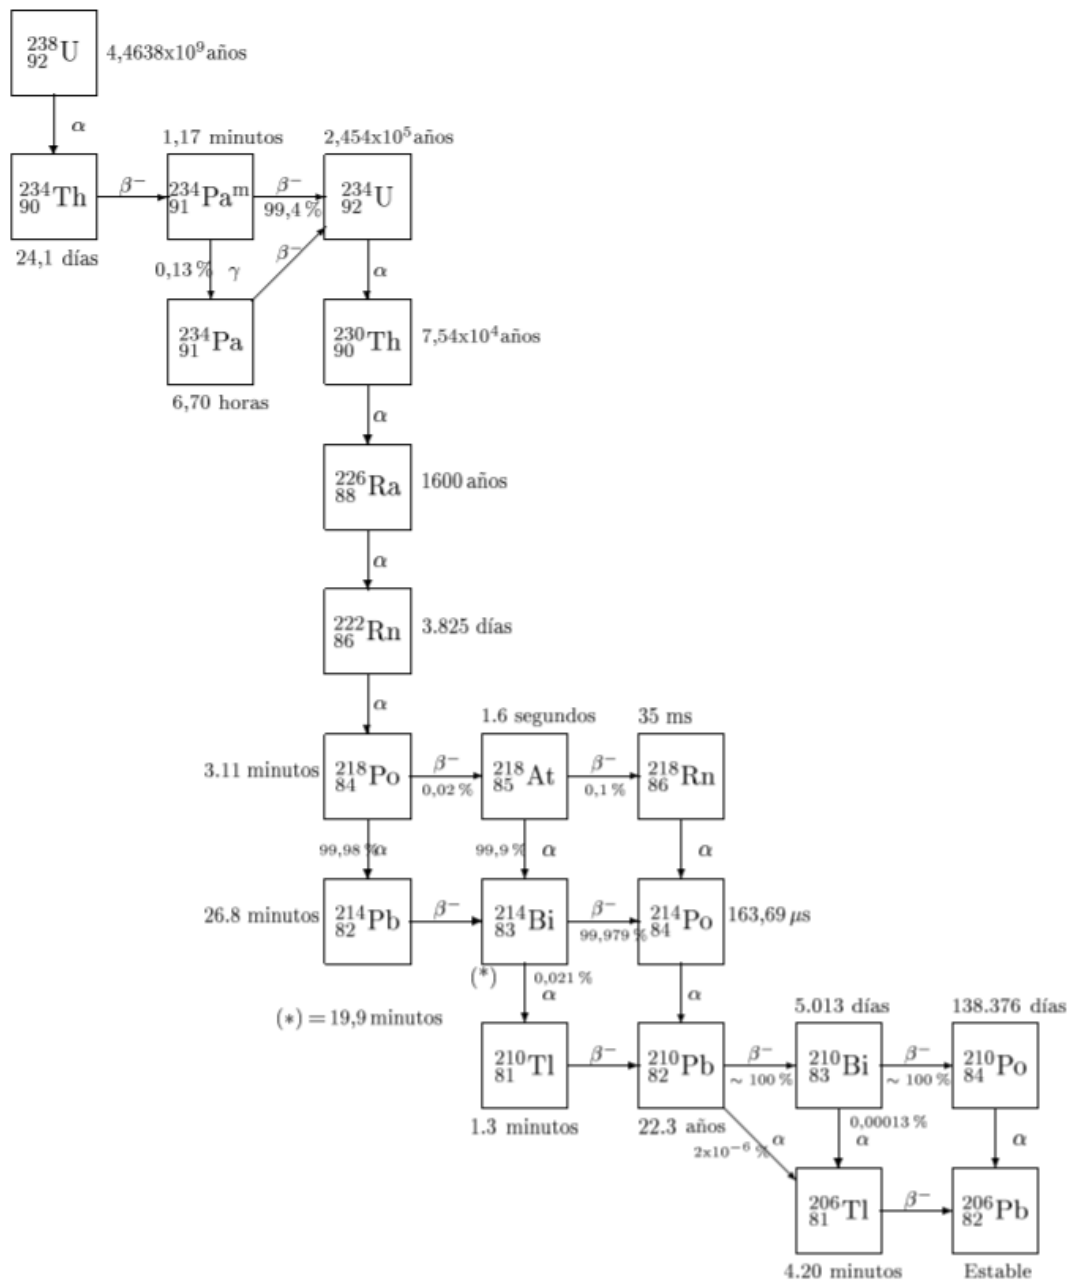 ²³⁸₉₂U 4,4638x10⁹años
α
1,17 minutos 2,454x10⁵años
²³⁴₉₀Th β⁻ ²³⁴₉₁Paᵐ β⁻ 99,4 % ²³⁴₉₂U
24,1 días 0,13 % γ β⁻ α
²³⁴₉₁Pa ²³⁰₉₀Th 7,54x10⁴años
6,70 horas
α
²²⁶₈₈Ra 1600 años
α
²²²₈₆Rn 3.825 días
α
1.6 segundos 35 ms
3.11 minutos ²¹⁸₈₄Po β⁻ 0,02 % ²¹⁸₈₅At β⁻ 0,1 % ²¹⁸₈₆Rn
99,98 % α 99,9 % α α
26.8 minutos ²¹⁴₈₂Pb β⁻ ²¹⁴₈₃Bi β⁻ 99,979 % ²¹⁴₈₄Po 163,69 μs
(*) 0,021 %
α α
(*) = 19,9 minutos 5.013 días 138.376 días
²¹⁰₈₁Tl β⁻ ²¹⁰₈₂Pb β⁻ ~ 100 % ²¹⁰₈₃Bi β⁻ ~ 100 % ²¹⁰₈₄Po
1.3 minutos 22.3 años 0,00013 %
2x10⁻⁶ % α α α
²⁰⁶₈₁Tl β⁻ ²⁰⁶₈₂Pb
4.20 minutos Estable